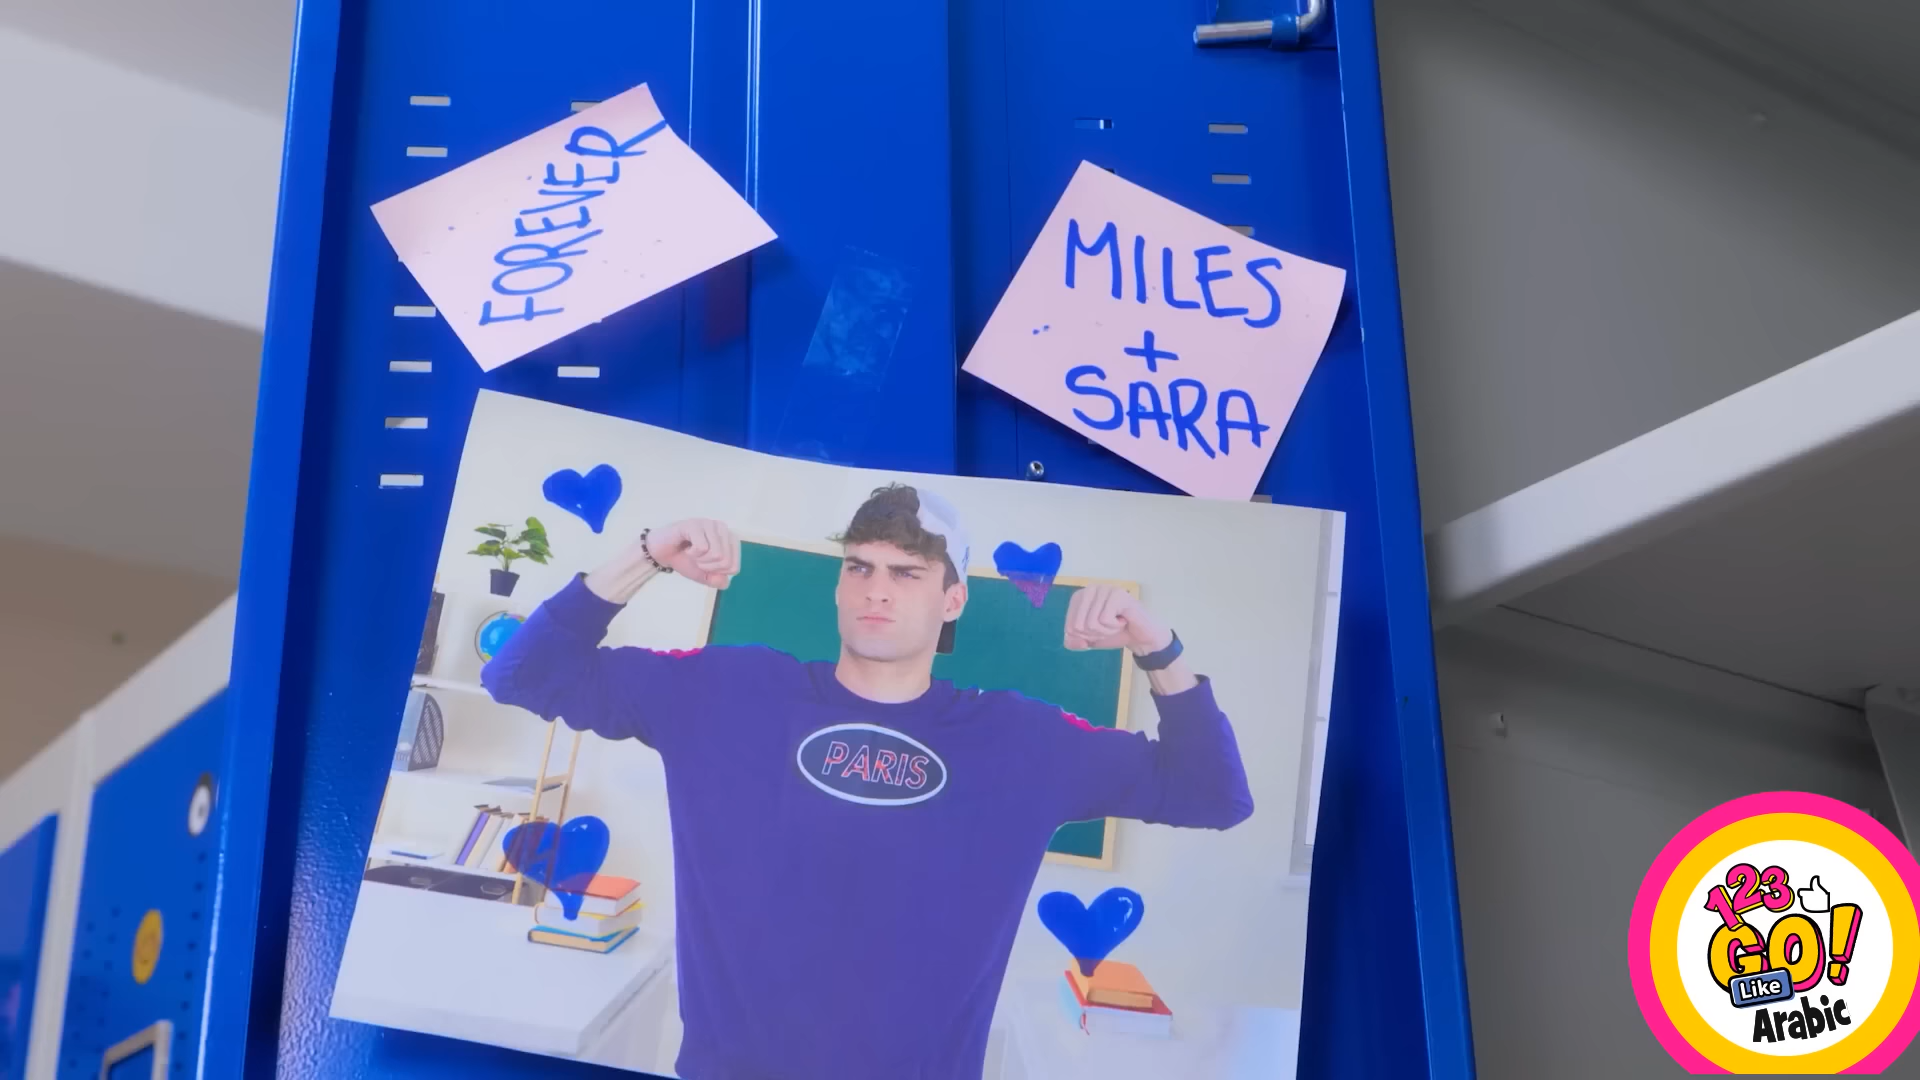 FOREVER
MILES
+
SARA
PARIS
123
GO!
Like
Arabic